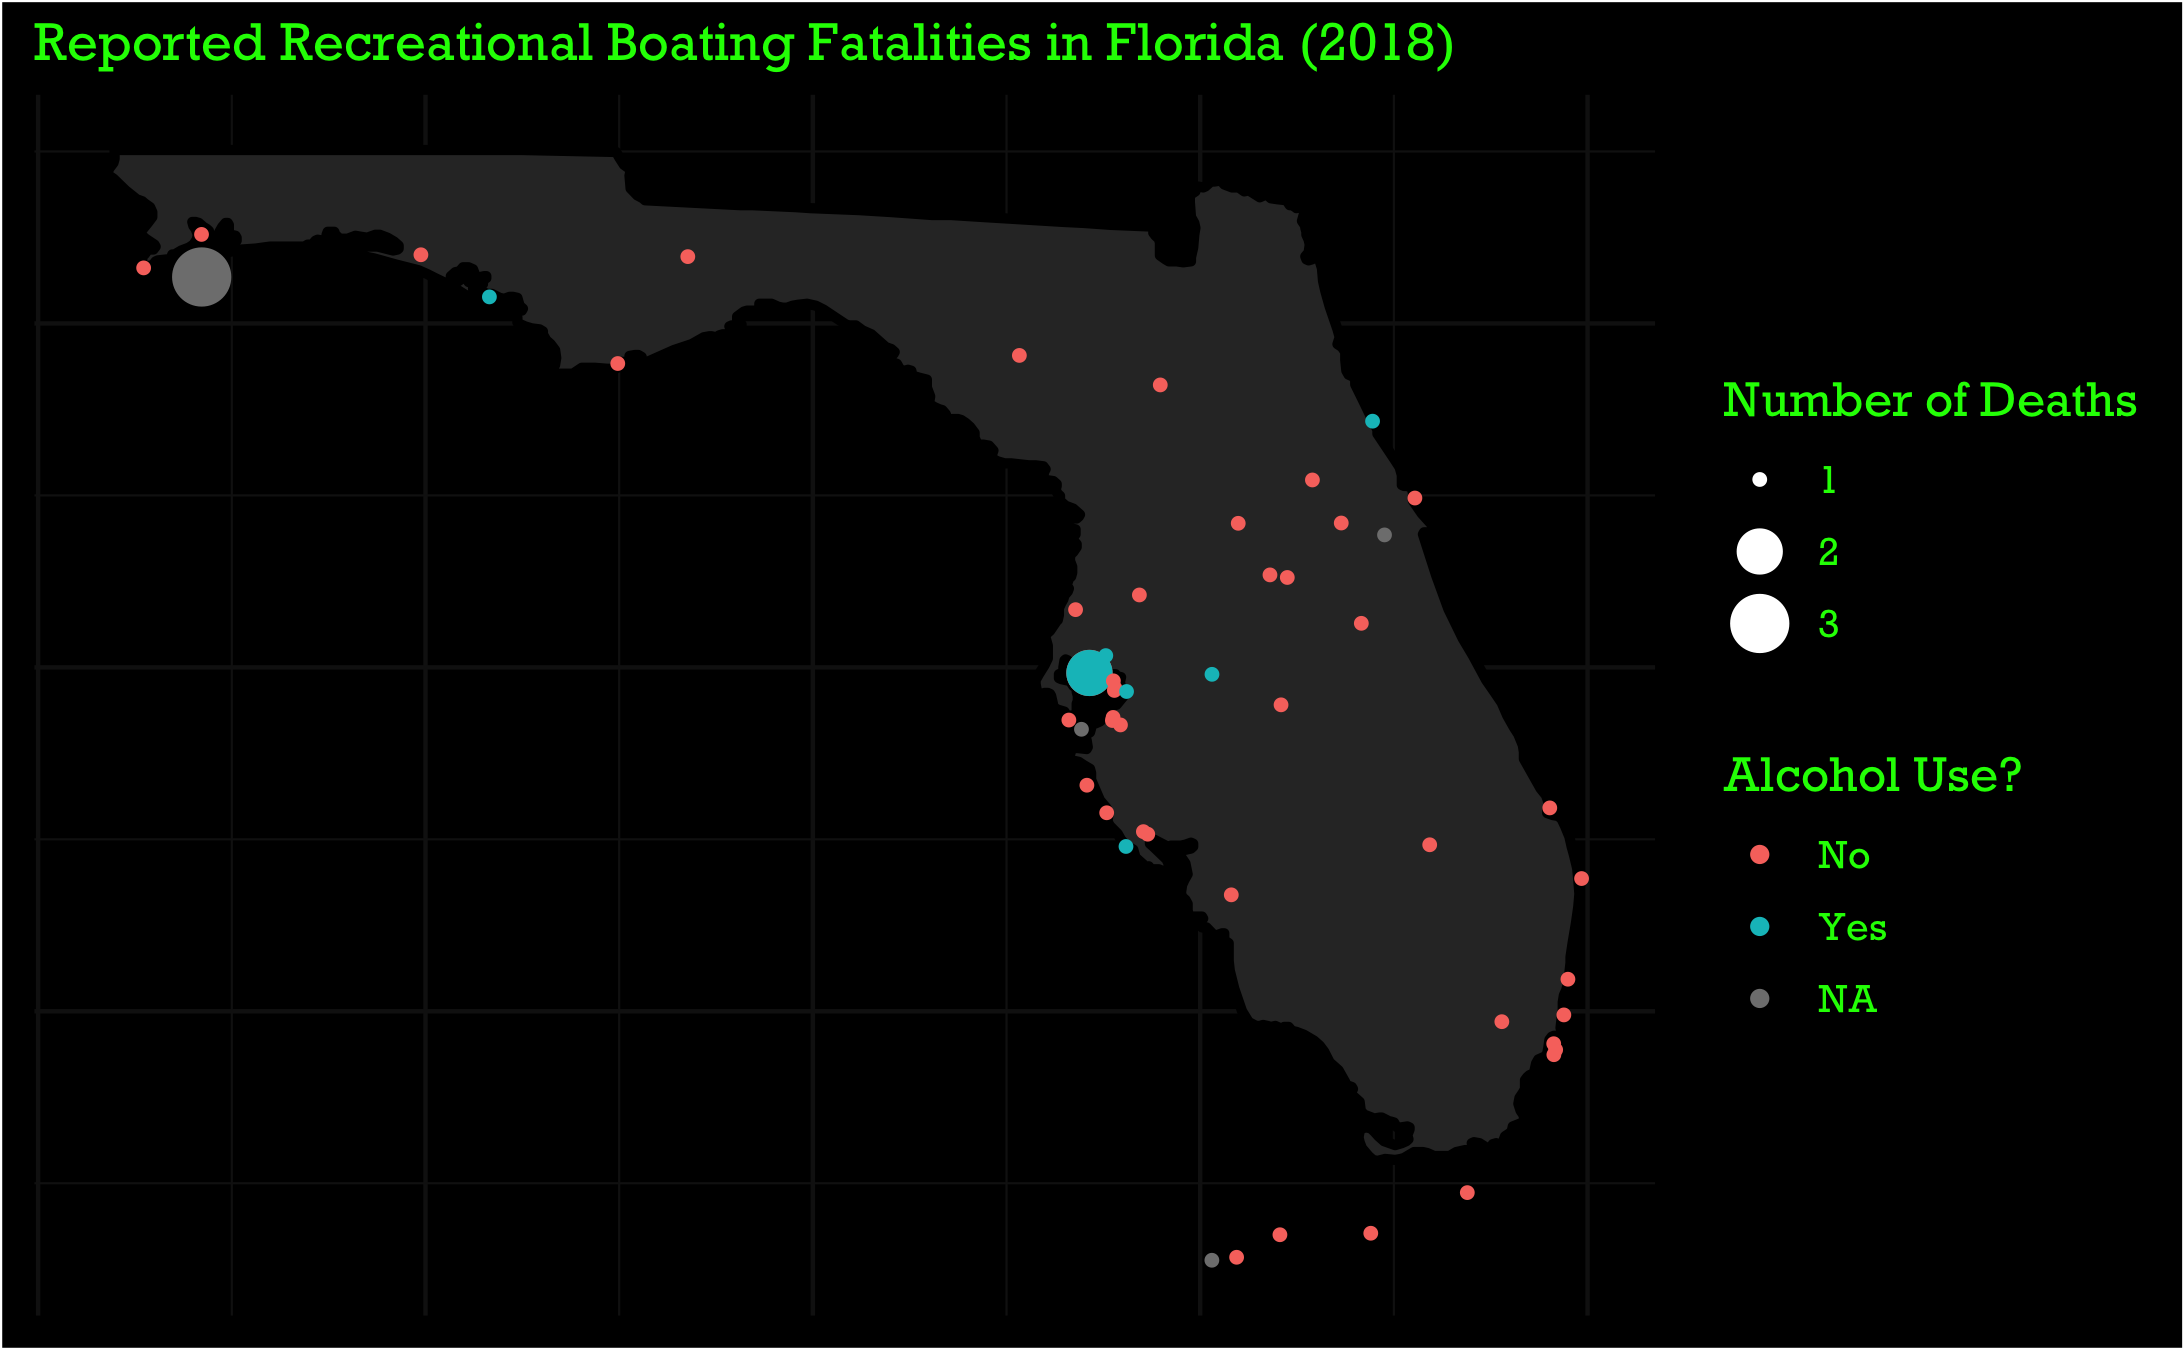 Reported Recreational Boating Fatalities in Florida (2018)
Number of Deaths
1
2
3
Alcohol Use?
No
Yes
NA